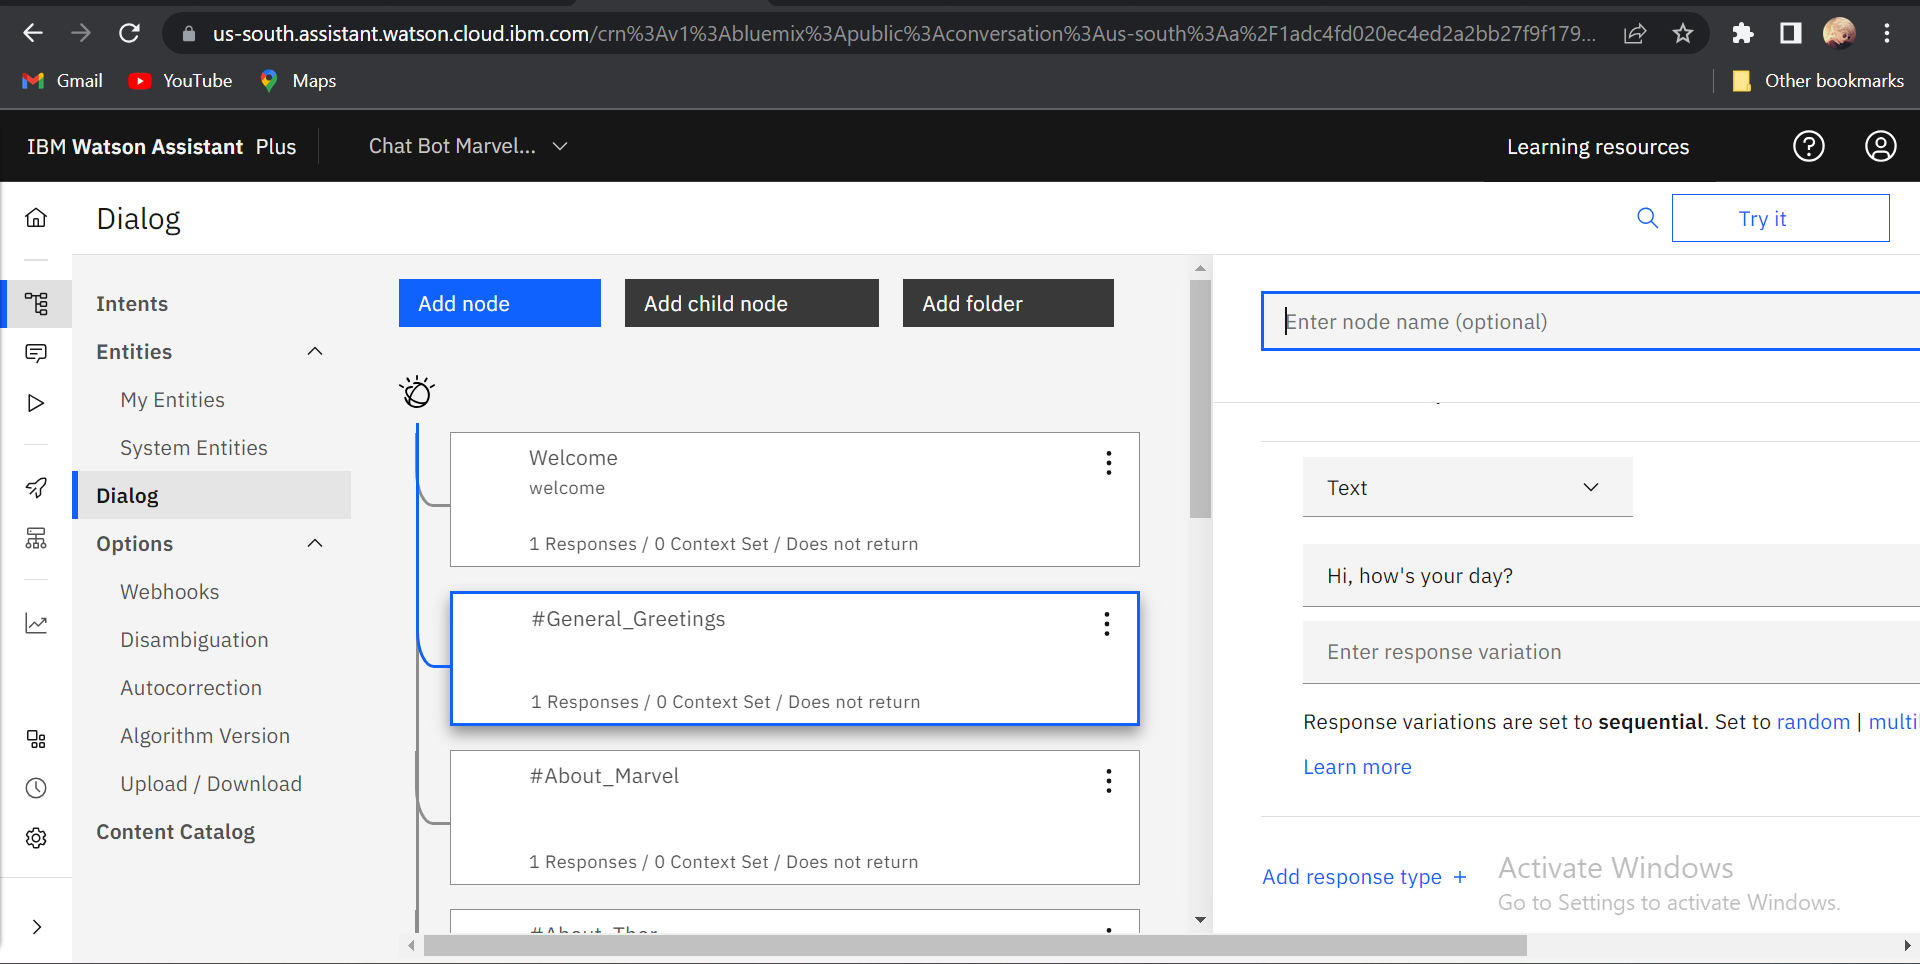 us-south.assistant.watson.cloud.ibm.com/crn%3Av1%3Abluemix%3Apublic%3Aconversation%3Aus-south%3Aa%2F1adc4fd020ec4ed2a2bb27f9f179...
Gmail
YouTube
Maps
Other bookmarks
IBM Watson Assistant Plus
Chat Bot Marvel...
Learning resources
Dialog
Try it
Intents
Entities
My Entities
System Entities
Dialog
Options
Webhooks
Disambiguation
Autocorrection
Algorithm Version
Upload / Download
Content Catalog
Add node
Add child node
Add folder
Welcome
welcome
1 Responses / 0 Context Set / Does not return
#General_Greetings
1 Responses / 0 Context Set / Does not return
#About_Marvel
1 Responses / 0 Context Set / Does not return
#About_Thor
Enter node name (optional)
Text
Hi, how's your day?
Enter response variation
Response variations are set to sequential. Set to random | multi
Learn more
Add response type +
Activate Windows
Go to Settings to activate Windows.